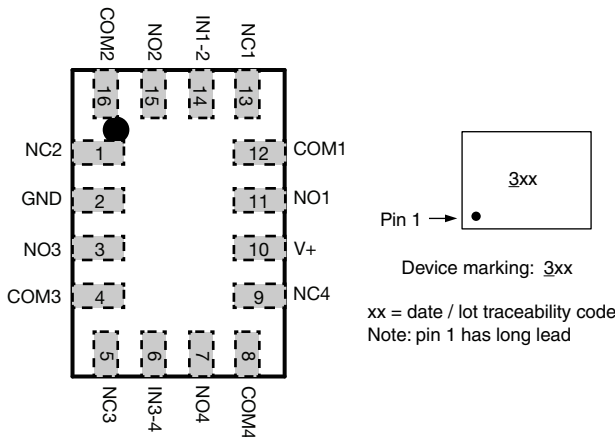 COM2
NO2
IN1-2
NC1
16
15
14
13
NC2
1
12
COM1
GND
2
11
NO1
NO3
3
10
V+
COM3
4
9
NC4
5
6
7
8
NC3
IN3-4
NO4
COM4
3xx
Pin 1
Device marking: 3xx
xx = date / lot traceability code
Note: pin 1 has long lead